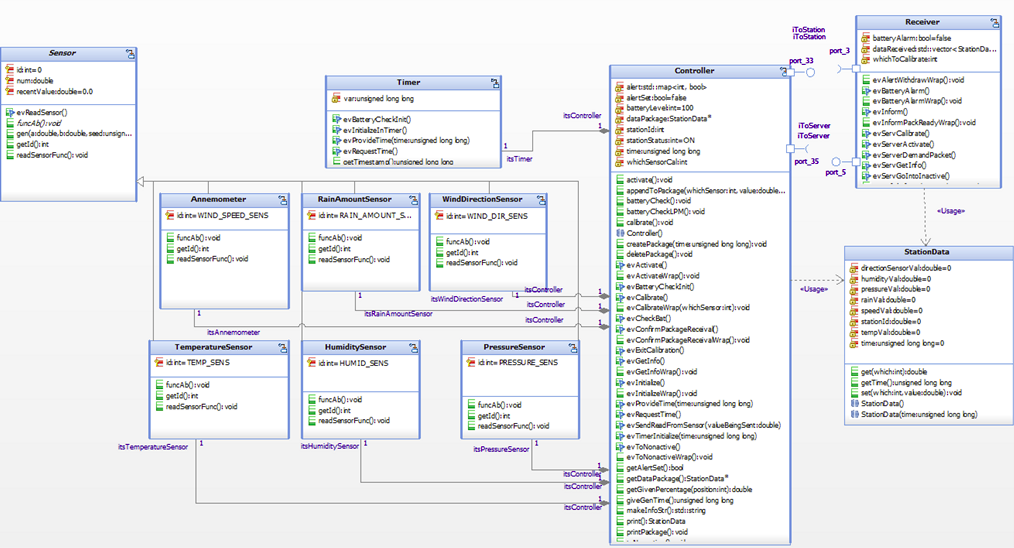 Sensor
id:int=0
num:double
recentValue:double=0.0
evReadSensor()
funcAb():void
gen(a:double,b:double, seed:unsign...
getId():int
readSensorFunc():void
Timer
var:unsigned long long
evBatteryCheckInit()
evInitializeInTimer()
evProvideTime(time:unsigned long long)
evRequestTime()
getTimestamp():unsigned long long
1
itsTimer
itsController
1
Annemometer
id:int=WIND_SPEED_SENS
funcAb():void
getId():int
readSensorFunc():void
1
itsAnnemometer
RainAmountSensor
id:int=RAIN_AMOUNT_S...
funcAb():void
getId():int
readSensorFunc():void
1
itsRainAmountSensor
WindDirectionSensor
id:int=WIND_DIR_SENS
funcAb():void
getId():int
readSensorFunc():void
1
itsWindDirectionSensor
itsController
1
itsController
1
itsController
1
TemperatureSensor
id:int=TEMP_SENS
funcAb():void
getId():int
readSensorFunc():void
1
itsTemperatureSensor
HumiditySensor
id:int=HUMID_SENS
funcAb():void
getId():int
readSensorFunc():void
1
itsHumiditySensor
PressureSensor
id:int=PRESSURE_SENS
funcAb():void
getId():int
readSensorFunc():void
1
itsPressureSensor
1
itsController
1
itsController
1
itsController
Controller
alert:std::map<int, bool>
alertSet:bool=false
batteryLevel:int=100
dataPackage:StationData*
stationId:int
stationStatus:int=ON
time:unsigned long long
whichSensorCal:int
activate():void
appendToPackage(whichSensor:int, value:double...
batteryCheck():void
batteryCheckLPM():void
calibrate():void
Controller()
createPackage(time:unsigned long long):void
deletePackage():void
evActivate()
evActivateWrap():void
evBatteryCheckInit()
evCalibrate()
evCalibrateWrap(whichSensor:int):void
evCheckBat()
evConfirmPackageReceival()
evConfirmPackageReceivalWrap():void
evExitCalibration()
evGetInfo()
evGetInfoWrap():void
evInitialize()
evInitializeWrap():void
evProvideTime(time:unsigned long long)
evRequestTime()
evSendReadFromSensor(valueBeingSent:double)
evTimerInitialize(time:unsigned long long)
evToNonactive()
evToNonactiveWrap():void
getAlertSet():bool
getDataPackage():StationData*
getGivenPercentage(position:int):double
giveGenTime():unsigned long long
makeInfoStr():std::string
print():StationData
printPackage():void
iToStation
iToStation
port_33
port_3
iToServer
iToServer
port_35
port_5
Receiver
batteryAlarm:bool=false
dataReceived:std::vector<StationDa...
whichToCalibrate:int
evAlertWithdrawWrap():void
evBatteryAlarm()
evBatteryAlarmWrap():void
evInform()
evInformPackReadyWrap()
evServCalibrate()
evServerActivate()
evServerDemandPacket()
evServGetInfo()
evServGoIntoInactive()
«Usage»
«Usage»
StationData
directionSensorVal:double=0
humidityVal:double=0
pressureVal:double=0
rainVal:double=0
speedVal:double=0
stationId:double=0
tempVal:double=0
time:unsigned long long=0
get(which:int):double
getTime():unsigned long long
set(which:int, value:double):void
StationData()
StationData(time:unsigned long long)